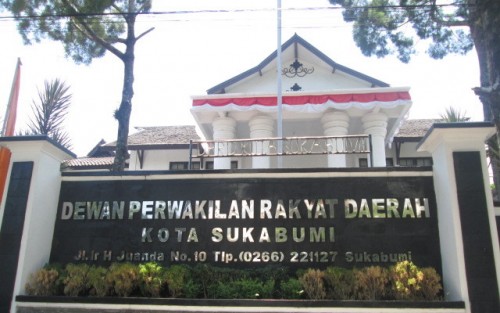 DEWAN PERWAKILAN RAKYAT DAERAH
KOTA SUKABUMI
Jl. Ir H Juanda No. 10 Tlp. (0266) 221127 Sukabumi